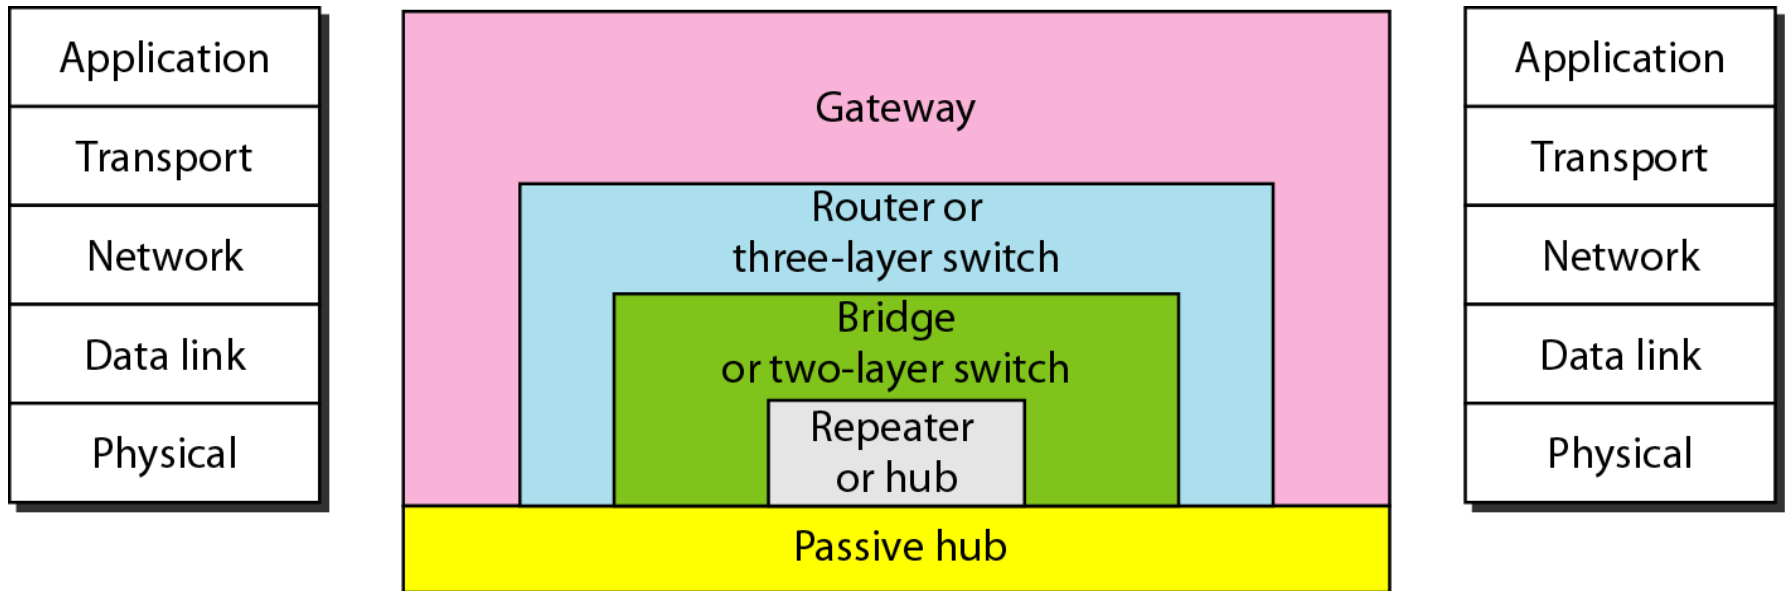 Application
Transport
Network
Data link
Physical
Gateway
Router or
three-layer switch
Bridge
or two-layer switch
Repeater
or hub
Passive hub
Application
Transport
Network
Data link
Physical